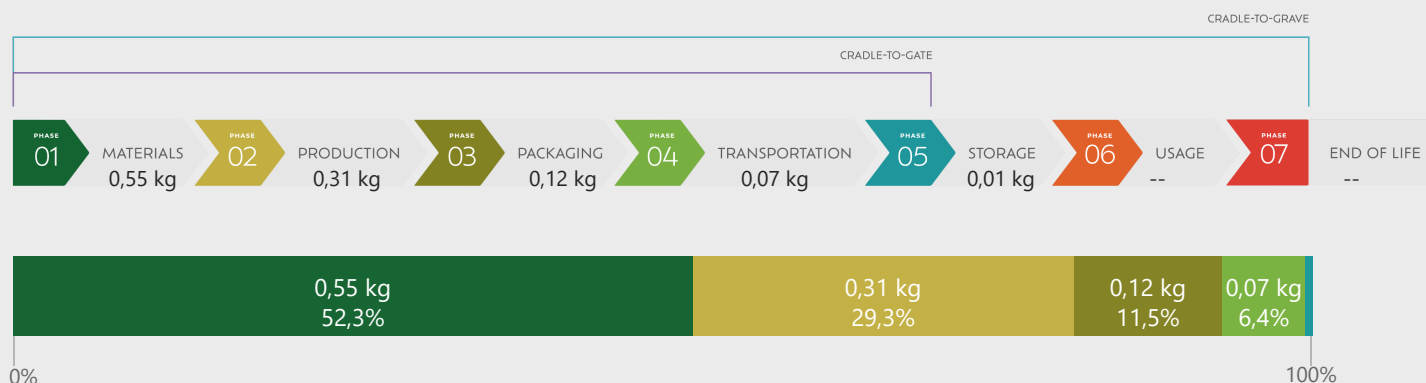 CRADLE-TO-GRAVE
CRADLE-TO-GATE
PHASE
01
MATERIALS
0,55 kg
PHASE
02
PRODUCTION
0,31 kg
PHASE
03
PACKAGING
0,12 kg
PHASE
04
TRANSPORTATION
0,07 kg
PHASE
05
STORAGE
0,01 kg
PHASE
06
USAGE
--
PHASE
07
END OF LIFE
--
0,55 kg
52,3%
0,31 kg
29,3%
0,12 kg
11,5%
0,07 kg
6,4%
0%
100%